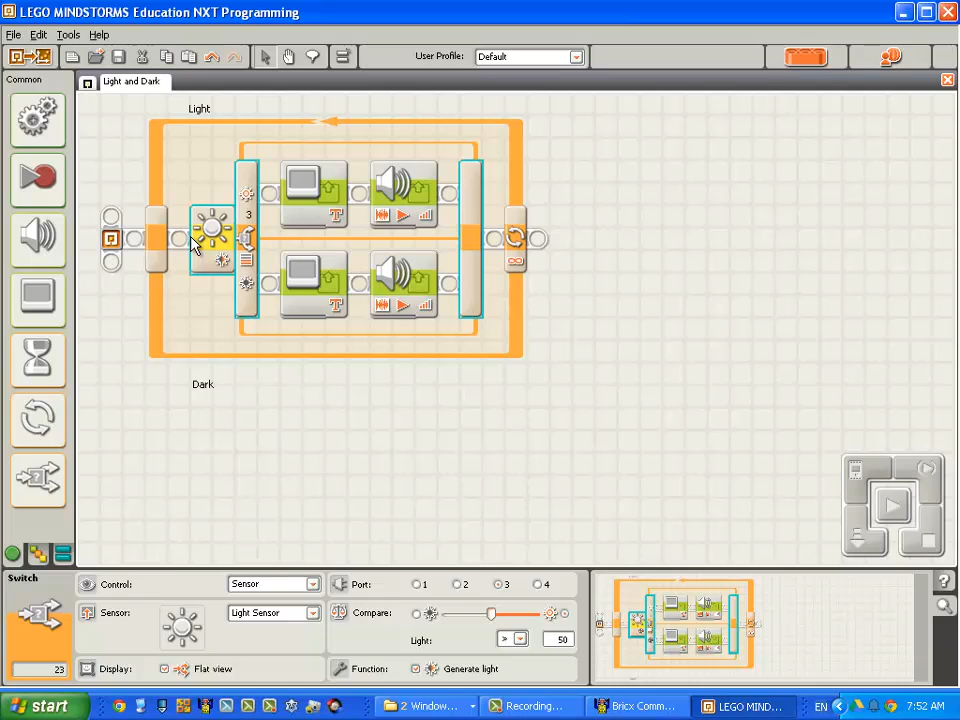 LEGO MINDSTORMS Education NXT Programming
File Edit Tools Help
User Profile: Default
Common
Light and Dark
Light
3
T
T
Dark
Switch
23
Control: Sensor
Port: 1 2 3 4
Sensor: Light Sensor
Compare:
Light: > 50
Display: Flat view
Function: Generate light
?
start
2 Window...
Recording...
Bricx Comm...
LEGO MIND...
EN
7:52 AM